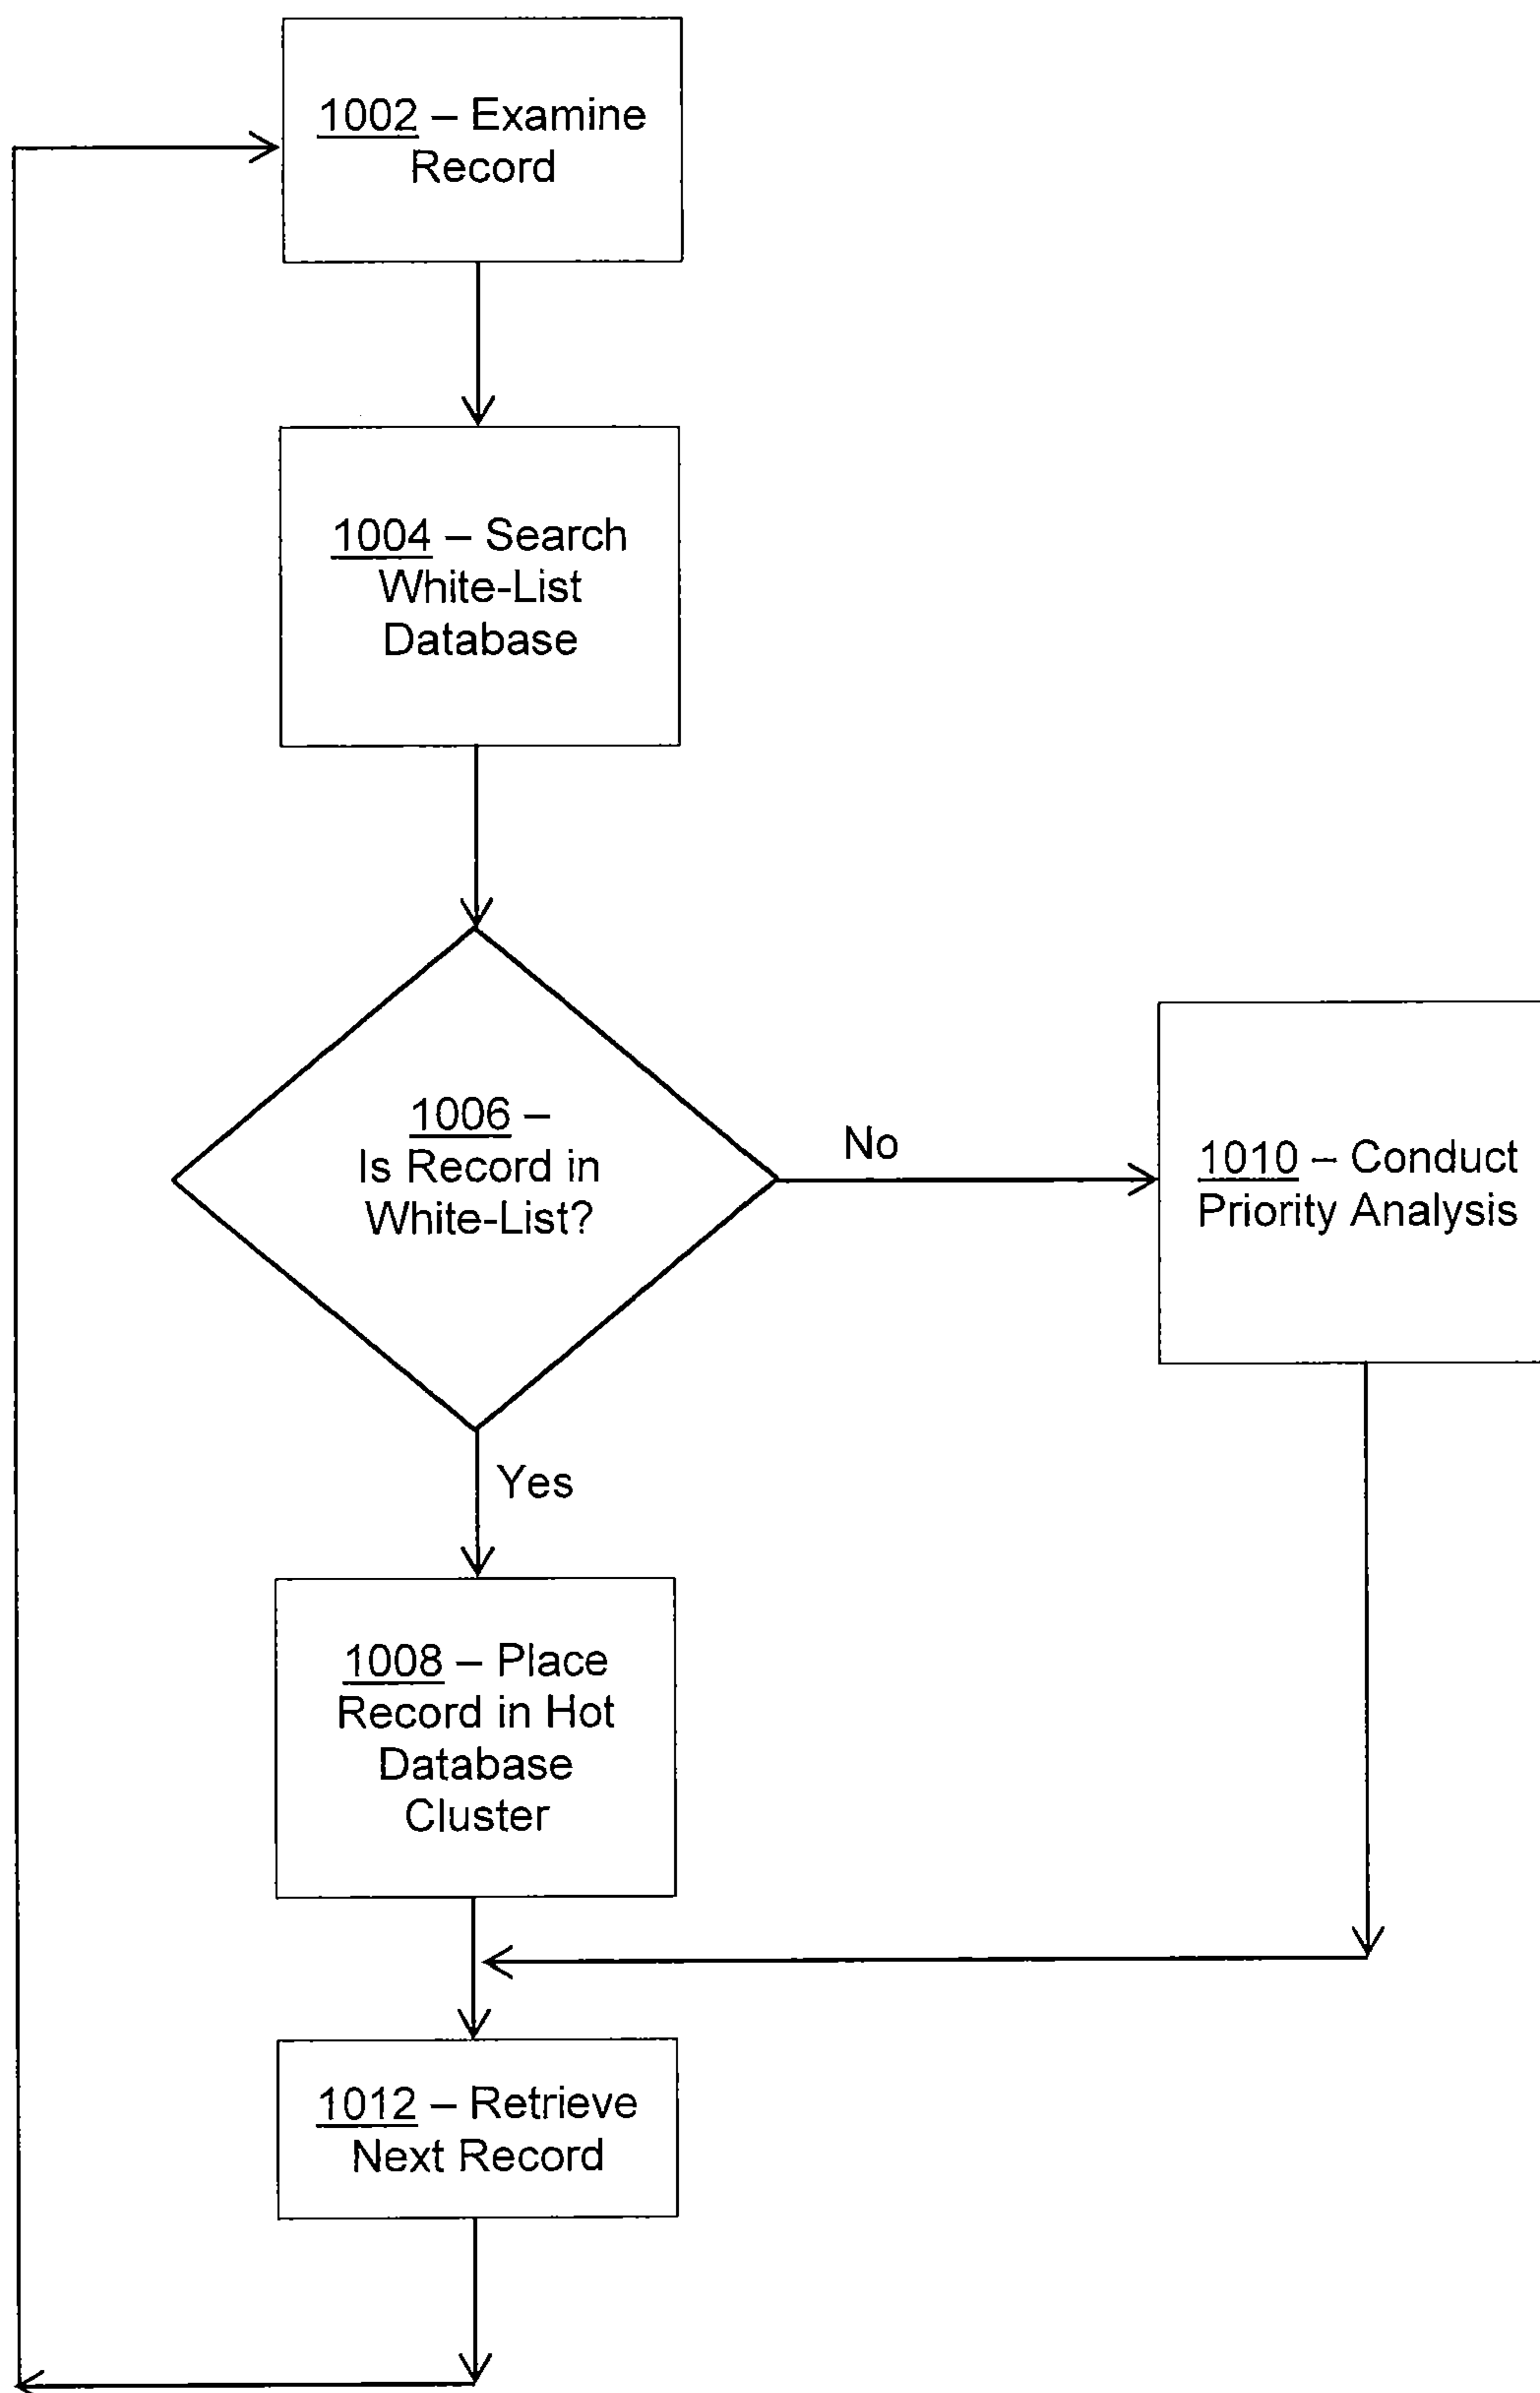 1002 – Examine
Record
1004 – Search
White-List
Database
1006 –
Is Record in
White-List?
No
1010 – Conduct
Priority Analysis
Yes
1008 – Place
Record in Hot
Database
Cluster
1012 – Retrieve
Next Record